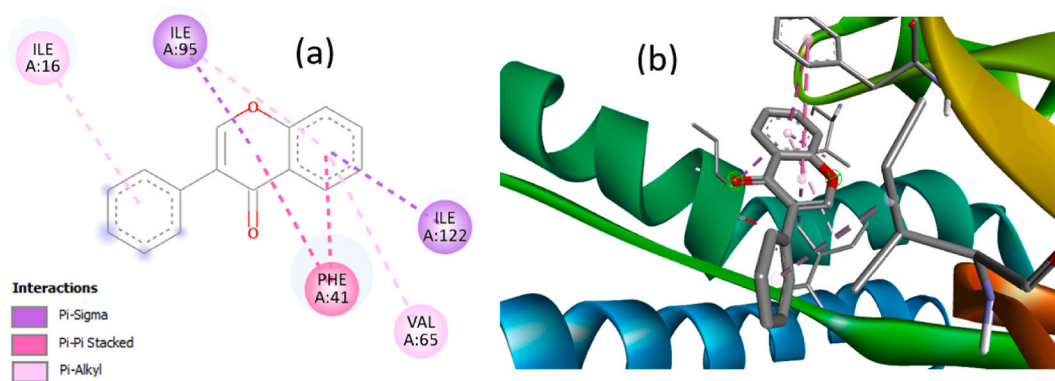 (a)
(b)
ILE
A:16
ILE
A:95
O
O
ILE
A:122
PHE
A:41
VAL
A:65
Interactions
Pi-Sigma
Pi-Pi Stacked
Pi-Alkyl